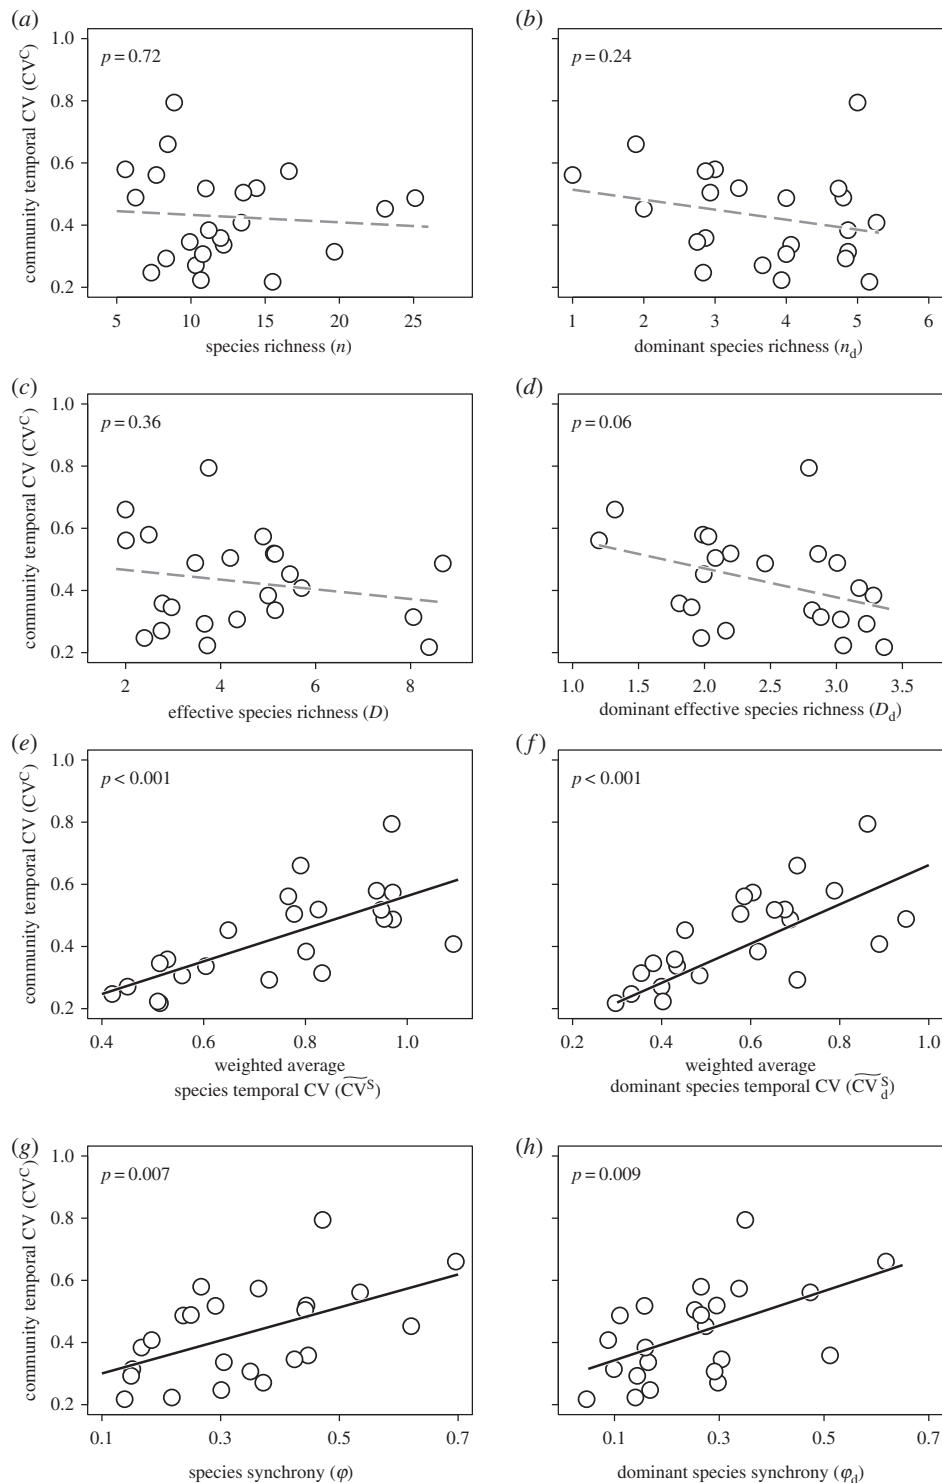 (a)
(b)
1.0
p = 0.72
p = 0.24
0.8
0.6
0.4
0.2
community temporal CV (CV^C)
5 10 15 20 25
1 2 3 4 5 6
species richness (n)
dominant species richness (n_d)
(c)
(d)
1.0
p = 0.36
p = 0.06
0.8
0.6
0.4
0.2
community temporal CV (CV^C)
2 4 6 8
1.0 1.5 2.0 2.5 3.0 3.5
effective species richness (D)
dominant effective species richness (D_d)
(e)
(f)
1.0
p < 0.001
p < 0.001
0.8
0.6
0.4
0.2
community temporal CV (CV^C)
0.4 0.6 0.8 1.0
0.2 0.4 0.6 0.8 1.0
weighted average
species temporal CV (C͠V^S)
weighted average
dominant species temporal CV (C͠V_d^S)
(g)
(h)
1.0
p = 0.007
p = 0.009
0.8
0.6
0.4
0.2
community temporal CV (CV^C)
0.1 0.3 0.5 0.7
0.1 0.3 0.5 0.7
species synchrony (φ)
dominant species synchrony (φ_d)